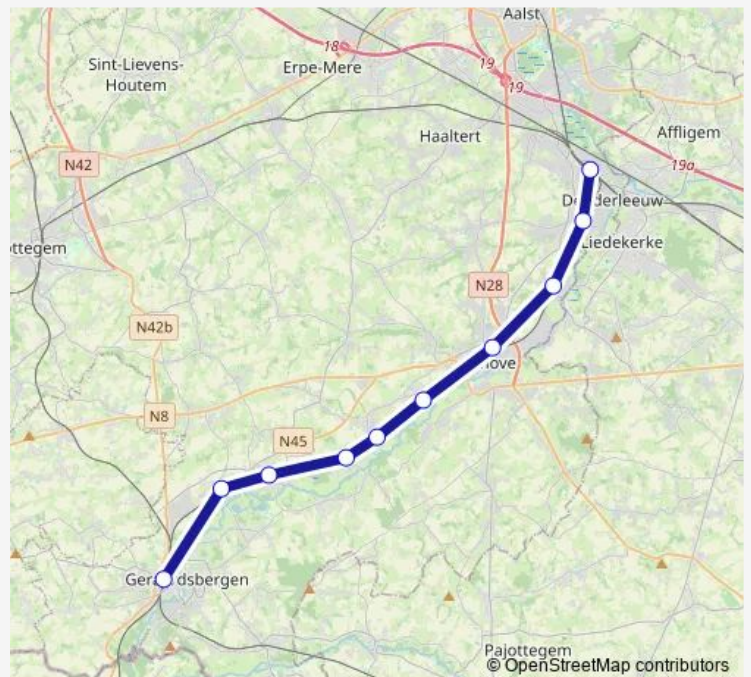 Aalst
18
Sint-Lievens-
Houtem
Erpe-Mere
19
19
Haaltert
Affligem
N42
19a
ottegem
Liedekerke
N28
N42b
N8
N45
Pajottegem
© OpenStreetMap contributors